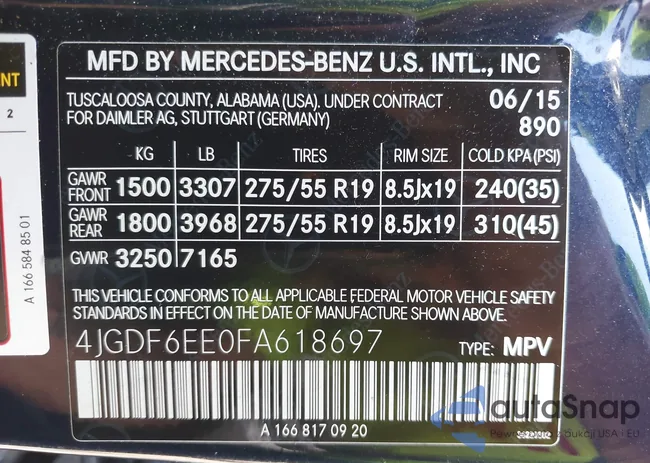 MFD BY MERCEDES-BENZ U.S. INTL., INC
TUSCALOOSA COUNTY, ALABAMA (USA). UNDER CONTRACT 06/15
FOR DAIMLER AG, STUTTGART (GERMANY) 890
KG LB TIRES RIM SIZE COLD KPA(PSI)
GAWR FRONT 1500 3307 275/55 R19 8.5Jx19 240(35)
GAWR REAR 1800 3968 275/55 R19 8.5Jx19 310(45)
GVWR 3250 7165
THIS VEHICLE CONFORMS TO ALL APPLICABLE FEDERAL MOTOR VEHICLE SAFETY
STANDARDS IN EFFECT ON THE DATE OF MANUFACTURE SHOWN ABOVE.
4JGDF6EE0FA618697 TYPE: MPV
A 166 817 09 20
NT
2
A 166 584 85 01
autoSnap